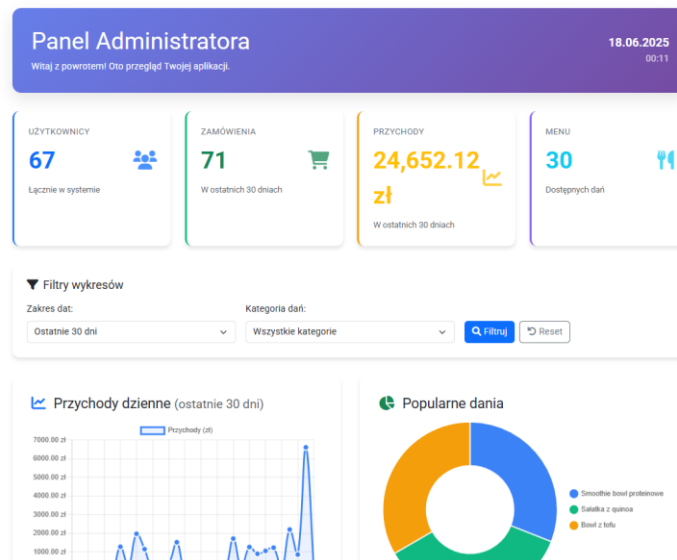 Panel Administratora
Witaj z powrotem! Oto przegląd Twojej aplikacji.
18.06.2025
00:11
UŻYTKOWNICY
67
Łącznie w systemie
ZAMÓWIENIA
71
W ostatnich 30 dniach
PRZYCHODY
24,652.12
zł
W ostatnich 30 dniach
MENU
30
Dostępnych dań
Filtry wykresów
Zakres dat:
Ostatnie 30 dni
Kategoria dań:
Wszystkie kategorie
Filtruj
Reset
Przychody dzienne (ostatnie 30 dni)
Przychody (zł)
7000.00 zł
6000.00 zł
5000.00 zł
4000.00 zł
3000.00 zł
2000.00 zł
1000.00 zł
Popularne dania
Smoothie bowl proteinowe
Sałatka z quinoa
Bowl z tofu